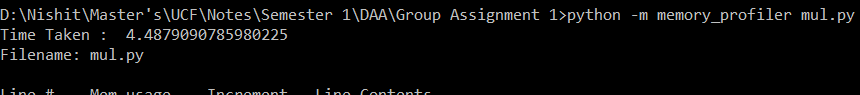 D:\Nishit\Master's\UCF\Notes\Semester 1\DAA\Group Assignment 1>python -m memory_profiler mul.py
Time Taken :  4.4879090785980225
Filename: mul.py
Line #    Mem usage    Increment   Line Contents